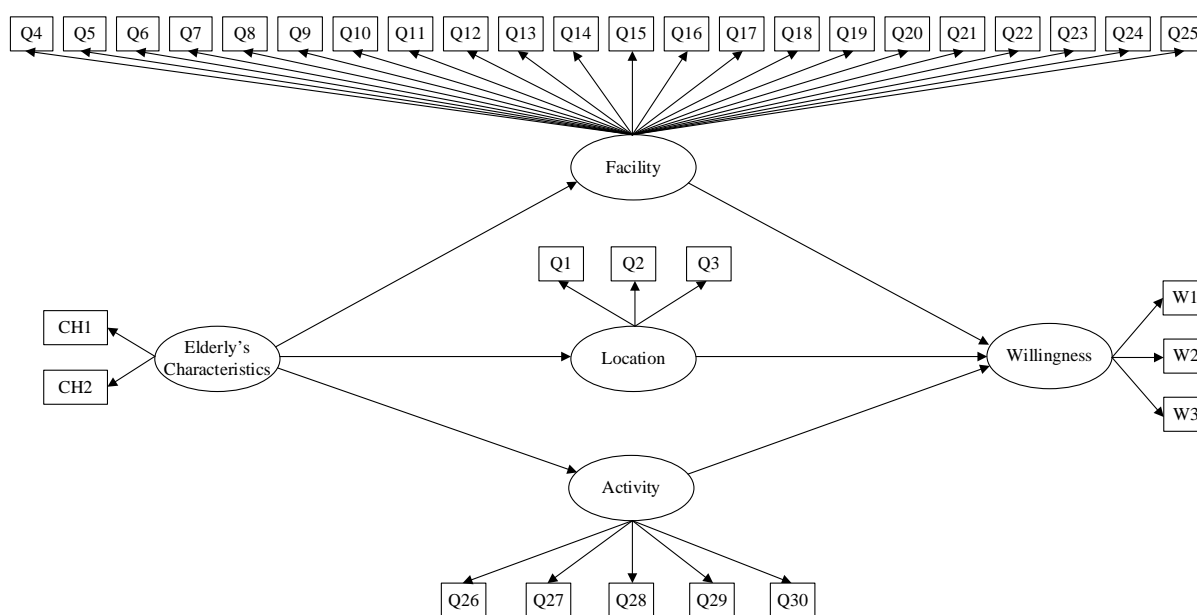 Q4 Q5 Q6 Q7 Q8 Q9 Q10 Q11 Q12 Q13 Q14 Q15 Q16 Q17 Q18 Q19 Q20 Q21 Q22 Q23 Q24 Q25
Facility
Q1 Q2 Q3
CH1
CH2
Elderly's
Characteristics
Location
Willingness
W1
W2
W3
Activity
Q26 Q27 Q28 Q29 Q30